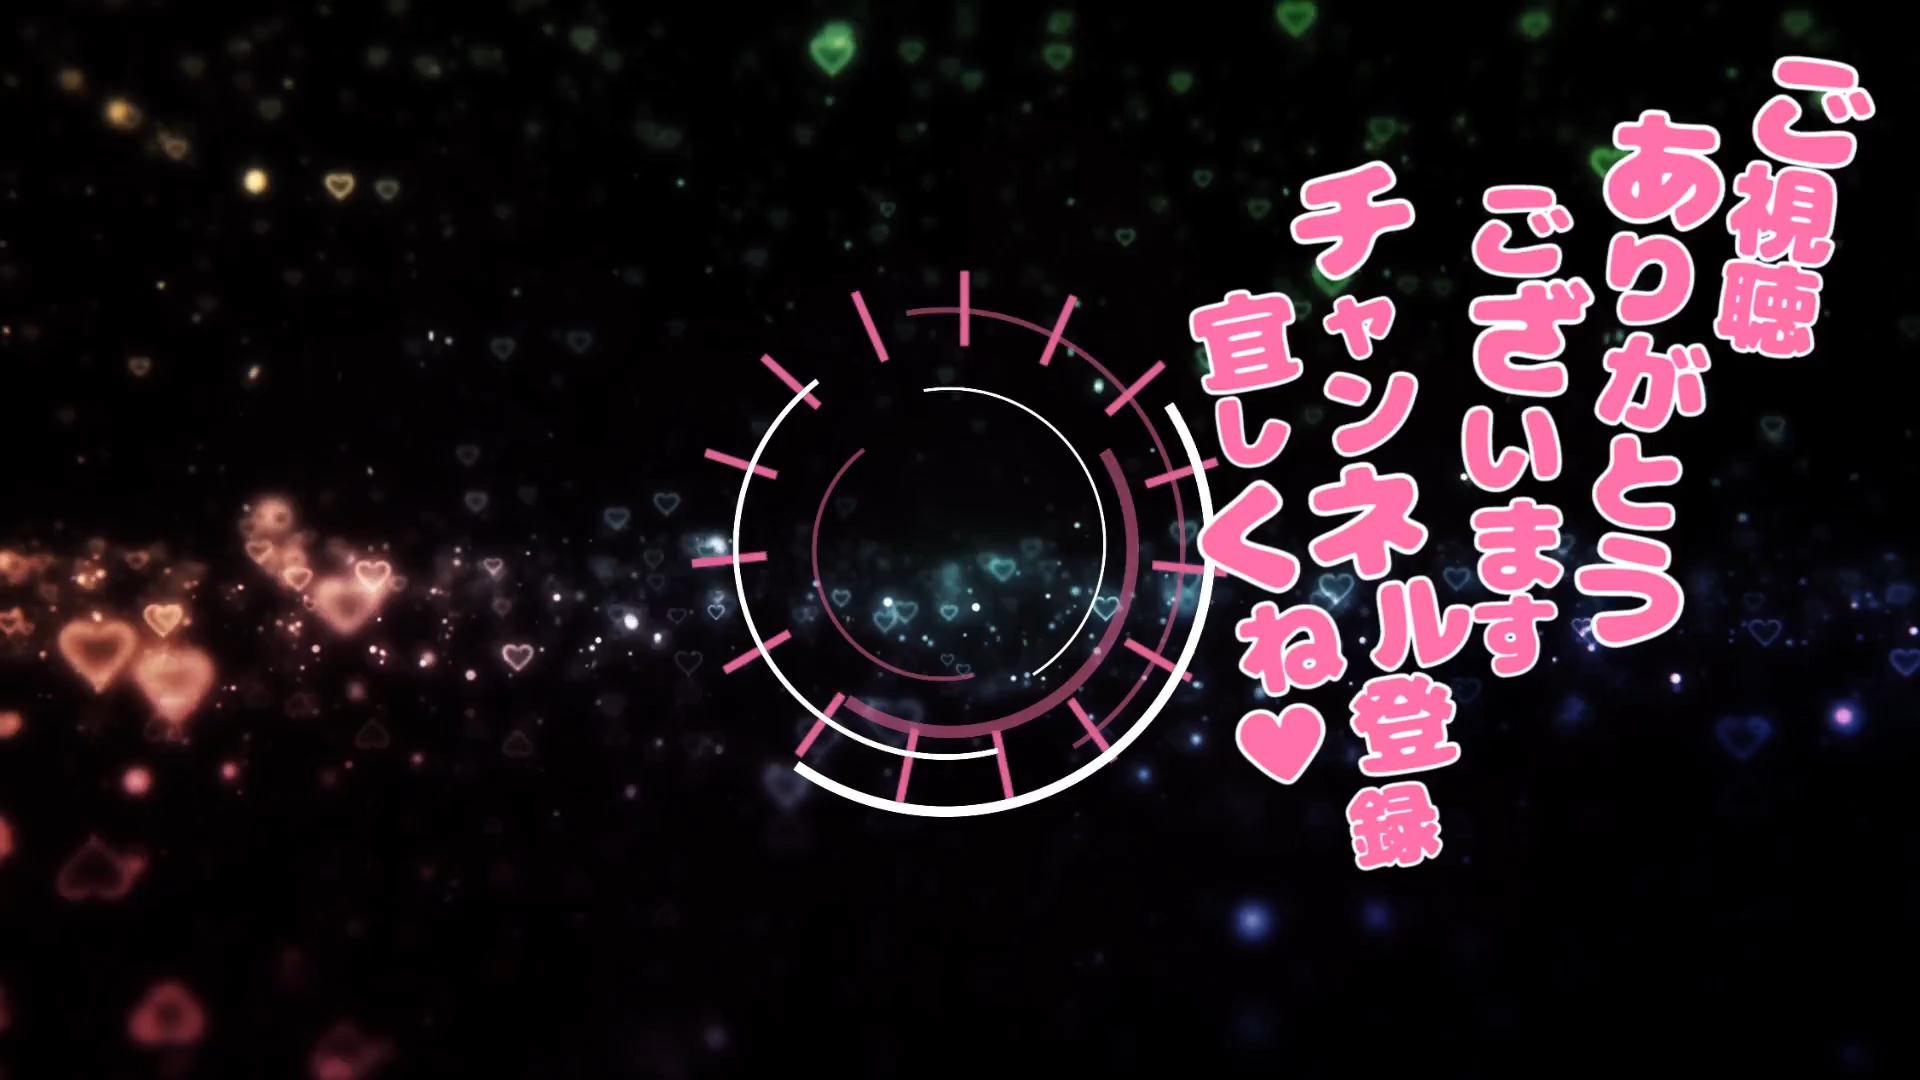 ご視聴
ありがとう
ございます
チャンネル登録
宜しくね♥